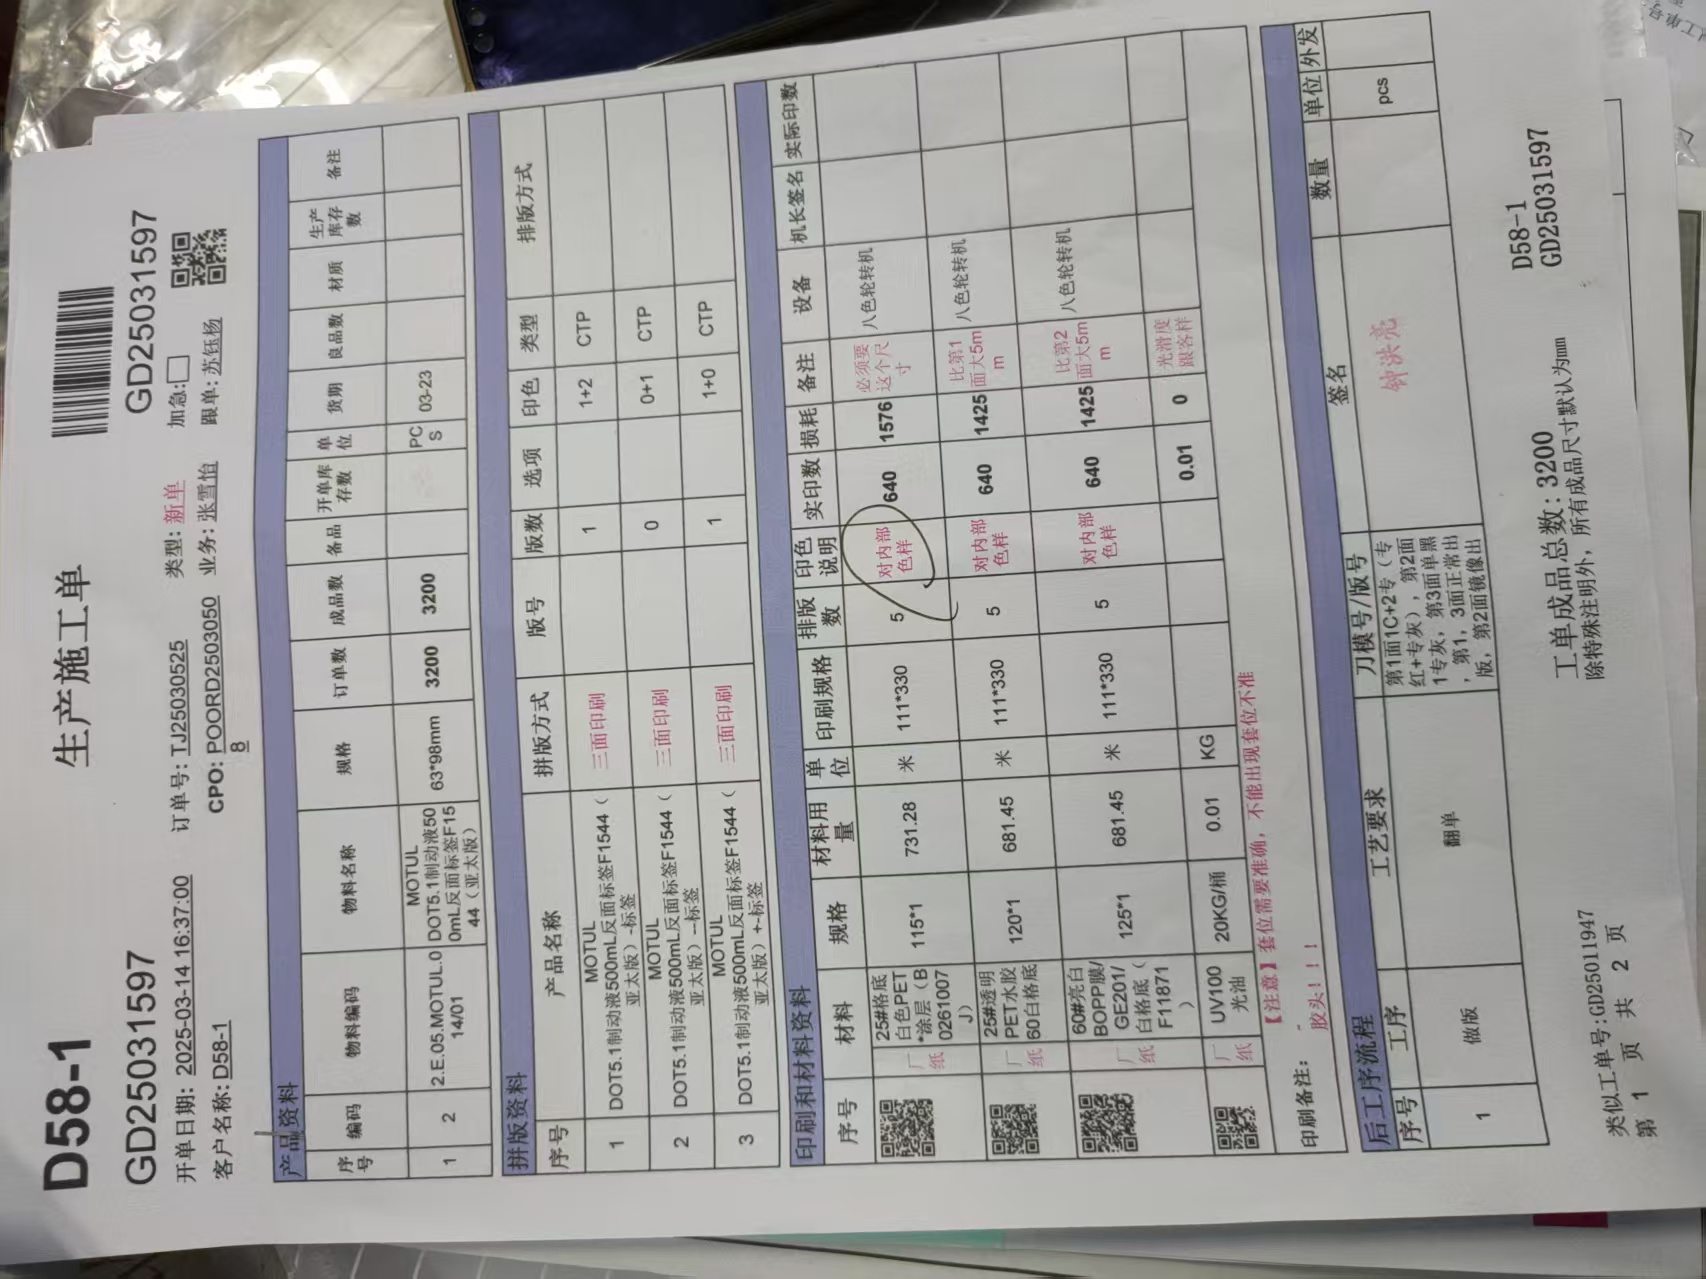 D58-1
生产施工单
GD25031597
GD25031597
开单日期: 2025-03-14 16:37:00 订单号: TJ25030525 类型: 新单 加急:□
客户名称: D58-1 CPO: POORD2503050 业务: 张雪怡 跟单: 苏钰杨
8
产品资料
序号 编码 物料编码 物料名称 规格 订单数 成品数 备品 开单库存数 单位 货期 良品数 材质 生产库存数 备注
1 2 2.E.05.MOTUL.0
14/01
MOTUL
DOT5.1制动液50
0mL反面标签F15
44（亚太版）
63*98mm 3200 3200 PC
S
03-23
拼版资料
序号 产品名称 拼版方式 版号 版数 选项 印色 类型 排版方式
1 MOTUL
DOT5.1制动液500mL反面标签F1544（
亚太版）-标签
三面印刷 1 1+2 CTP
2 MOTUL
DOT5.1制动液500mL反面标签F1544（
亚太版）--标签
三面印刷 0 0+1 CTP
3 MOTUL
DOT5.1制动液500mL反面标签F1544（
亚太版）+-标签
三面印刷 1 1+0 CTP
印刷和材料资料
序号 材料 规格 材料用量 单位 印刷规格 排版数 印色说明 实印数 损耗 备注 设备 机长签名 实际印数
厂纸
25#格底
白色PET
*涂层（B
0261007
J）
115*1 731.28 米 111*330 5 对内部
色样
640 1576 必须要
这个尺
寸
八色轮转机
厂纸
25#透明
PET水胶
60白格底
120*1 681.45 米 111*330 5 对内部
色样
640 1425 比第1
面大5m
m
八色轮转机
厂纸
60#亮白
BOPP膜/
GE201/
白格底（
F11871
）
125*1 681.45 米 111*330 5 对内部
色样
640 1425 比第2
面大5m
m
八色轮转机
厂纸
UV100
光油
20KG/桶 0.01 KG 0.01 0 光滑度
跟客样
印刷备注: 【注意】套位需要准确，不能出现套位不准
-
胶头！！！
后工序流程
序号 工序 工艺要求 刀模号/版号 签名 数量 单位 外发
1 做版 翻单 第1面1C+2专（专
红+专灰），第2面
1专灰，第3面单黑
，第1，3面正常出
版，第2面镜像出
钟洪亮 pcs
类似工单号:GD25011947
第 1 页 共 2 页
工单成品总数: 3200
除特殊注明外，所有成品尺寸默认为mm
D58-1
GD25031597